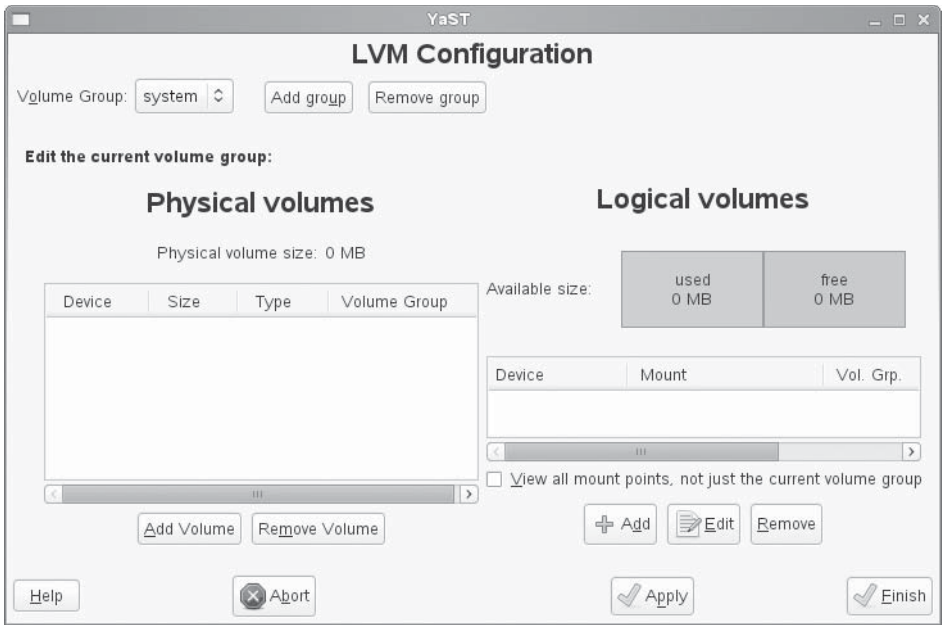 YaST
LVM Configuration
Volume Group: system Add group Remove group
Edit the current volume group:
Physical volumes
Physical volume size: 0 MB
Device Size Type Volume Group
Add Volume Remove Volume
Logical volumes
Available size: used 0 MB free 0 MB
Device Mount Vol. Grp.
View all mount points, not just the current volume group
Add Edit Remove
Help Abort Apply Finish